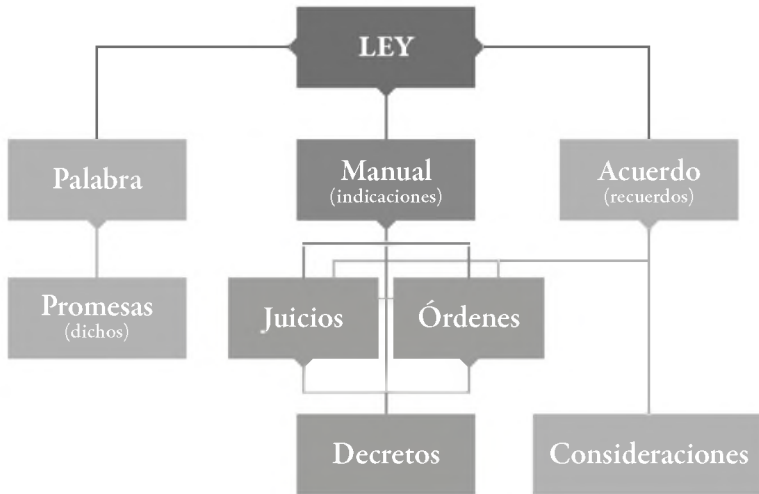 LEY
Palabra
Manual
(indicaciones)
Acuerdo
(recuerdos)
Promesas
(dichos)
Juicios
Órdenes
Decretos
Consideraciones